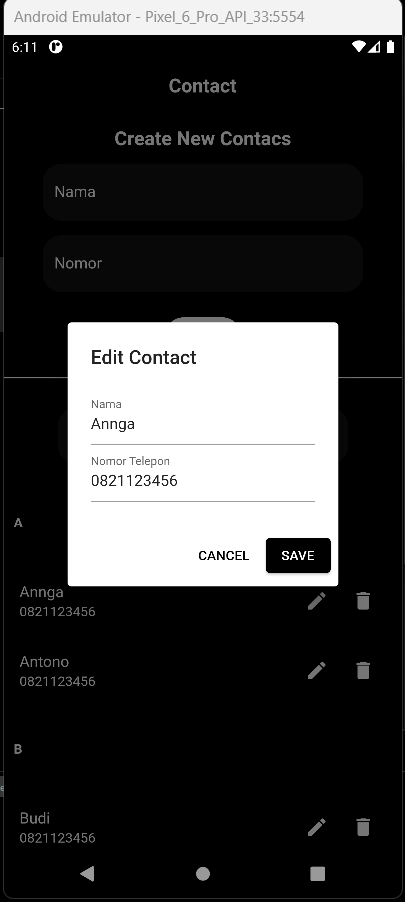 Android Emulator - Pixel_6_Pro_API_33:5554
6:11
Contact
Create New Contacs
Nama
Nomor
Edit Contact
Nama
Annga
Nomor Telepon
0821123456
CANCEL SAVE
A
Annga
0821123456
Antono
0821123456
B
Budi
0821123456